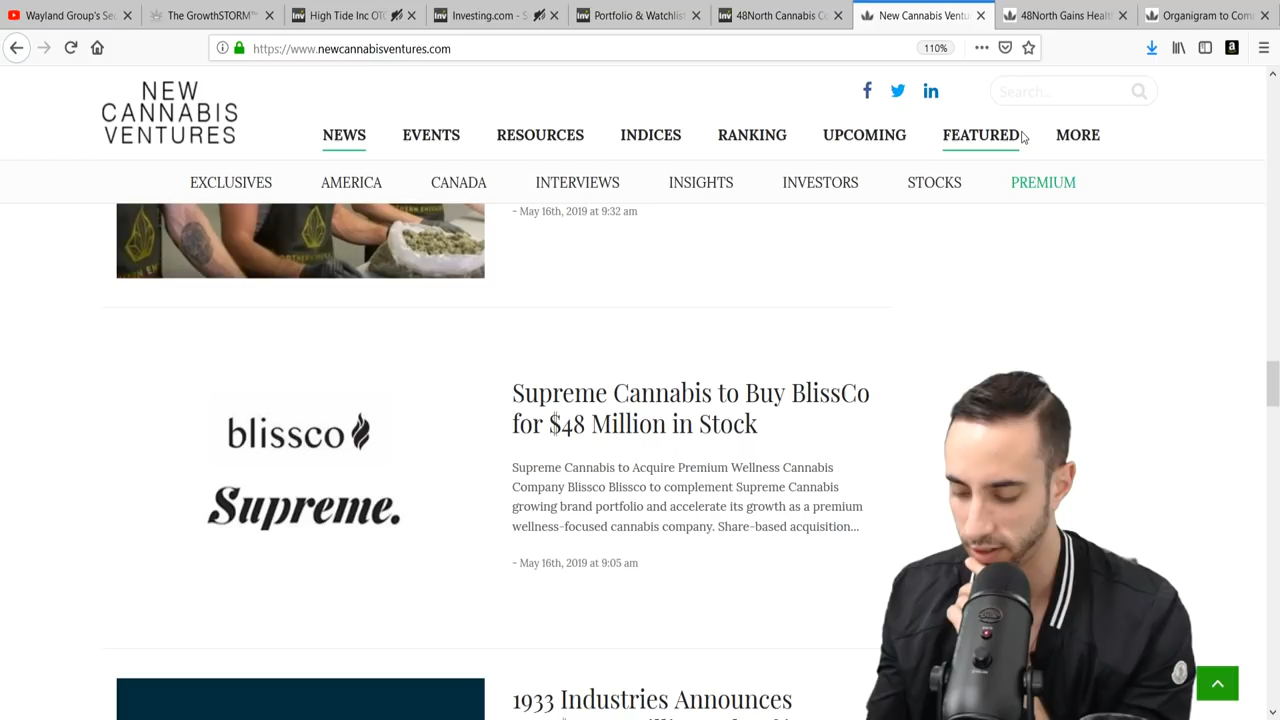 Wayland Group's Sec
The GrowthSTORM™
High Tide Inc OTC
Investing.com - S
Portfolio & Watchlis
48North Cannabis Co
New Cannabis Ventu
48North Gains Healt
Organigram to Com
https://www.newcannabisventures.com
110%
NEW
CANNABIS
VENTURES
Search...
NEWS EVENTS RESOURCES INDICES RANKING UPCOMING FEATURED MORE
EXCLUSIVES AMERICA CANADA INTERVIEWS INSIGHTS INVESTORS STOCKS PREMIUM
- May 16th, 2019 at 9:32 am
blissco
Supreme.
Supreme Cannabis to Buy BlissCo
for $48 Million in Stock
Supreme Cannabis to Acquire Premium Wellness Cannabis
Company Blissco Blissco to complement Supreme Cannabis
growing brand portfolio and accelerate its growth as a premium
wellness-focused cannabis company. Share-based acquisition...
- May 16th, 2019 at 9:05 am
1933 Industries Announces